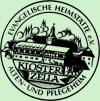 EVANGELISCHE HEIMSTÄTTE e.V.
KLOSTER
ZELLA
ALTEN- UND PFLEGEHEIM